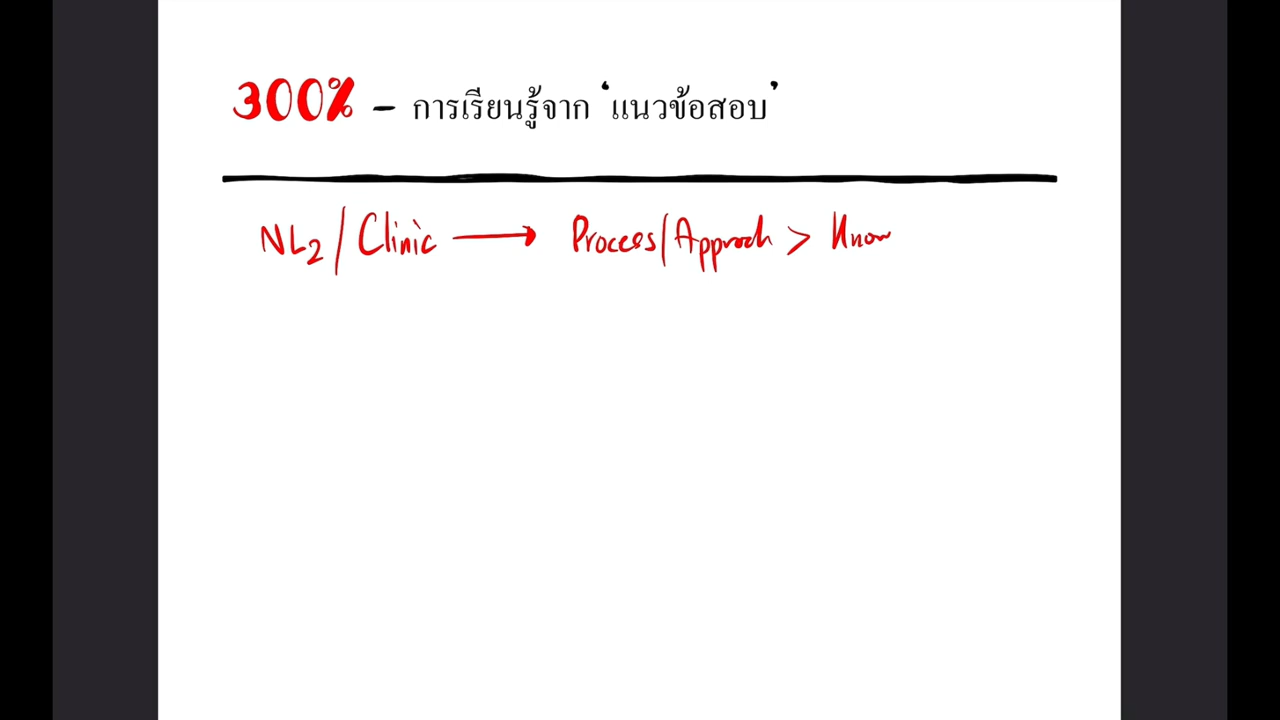 300% - การเรียนรู้จาก 'แนวข้อสอบ'
NL2/Clinic → Process/Approch > Know